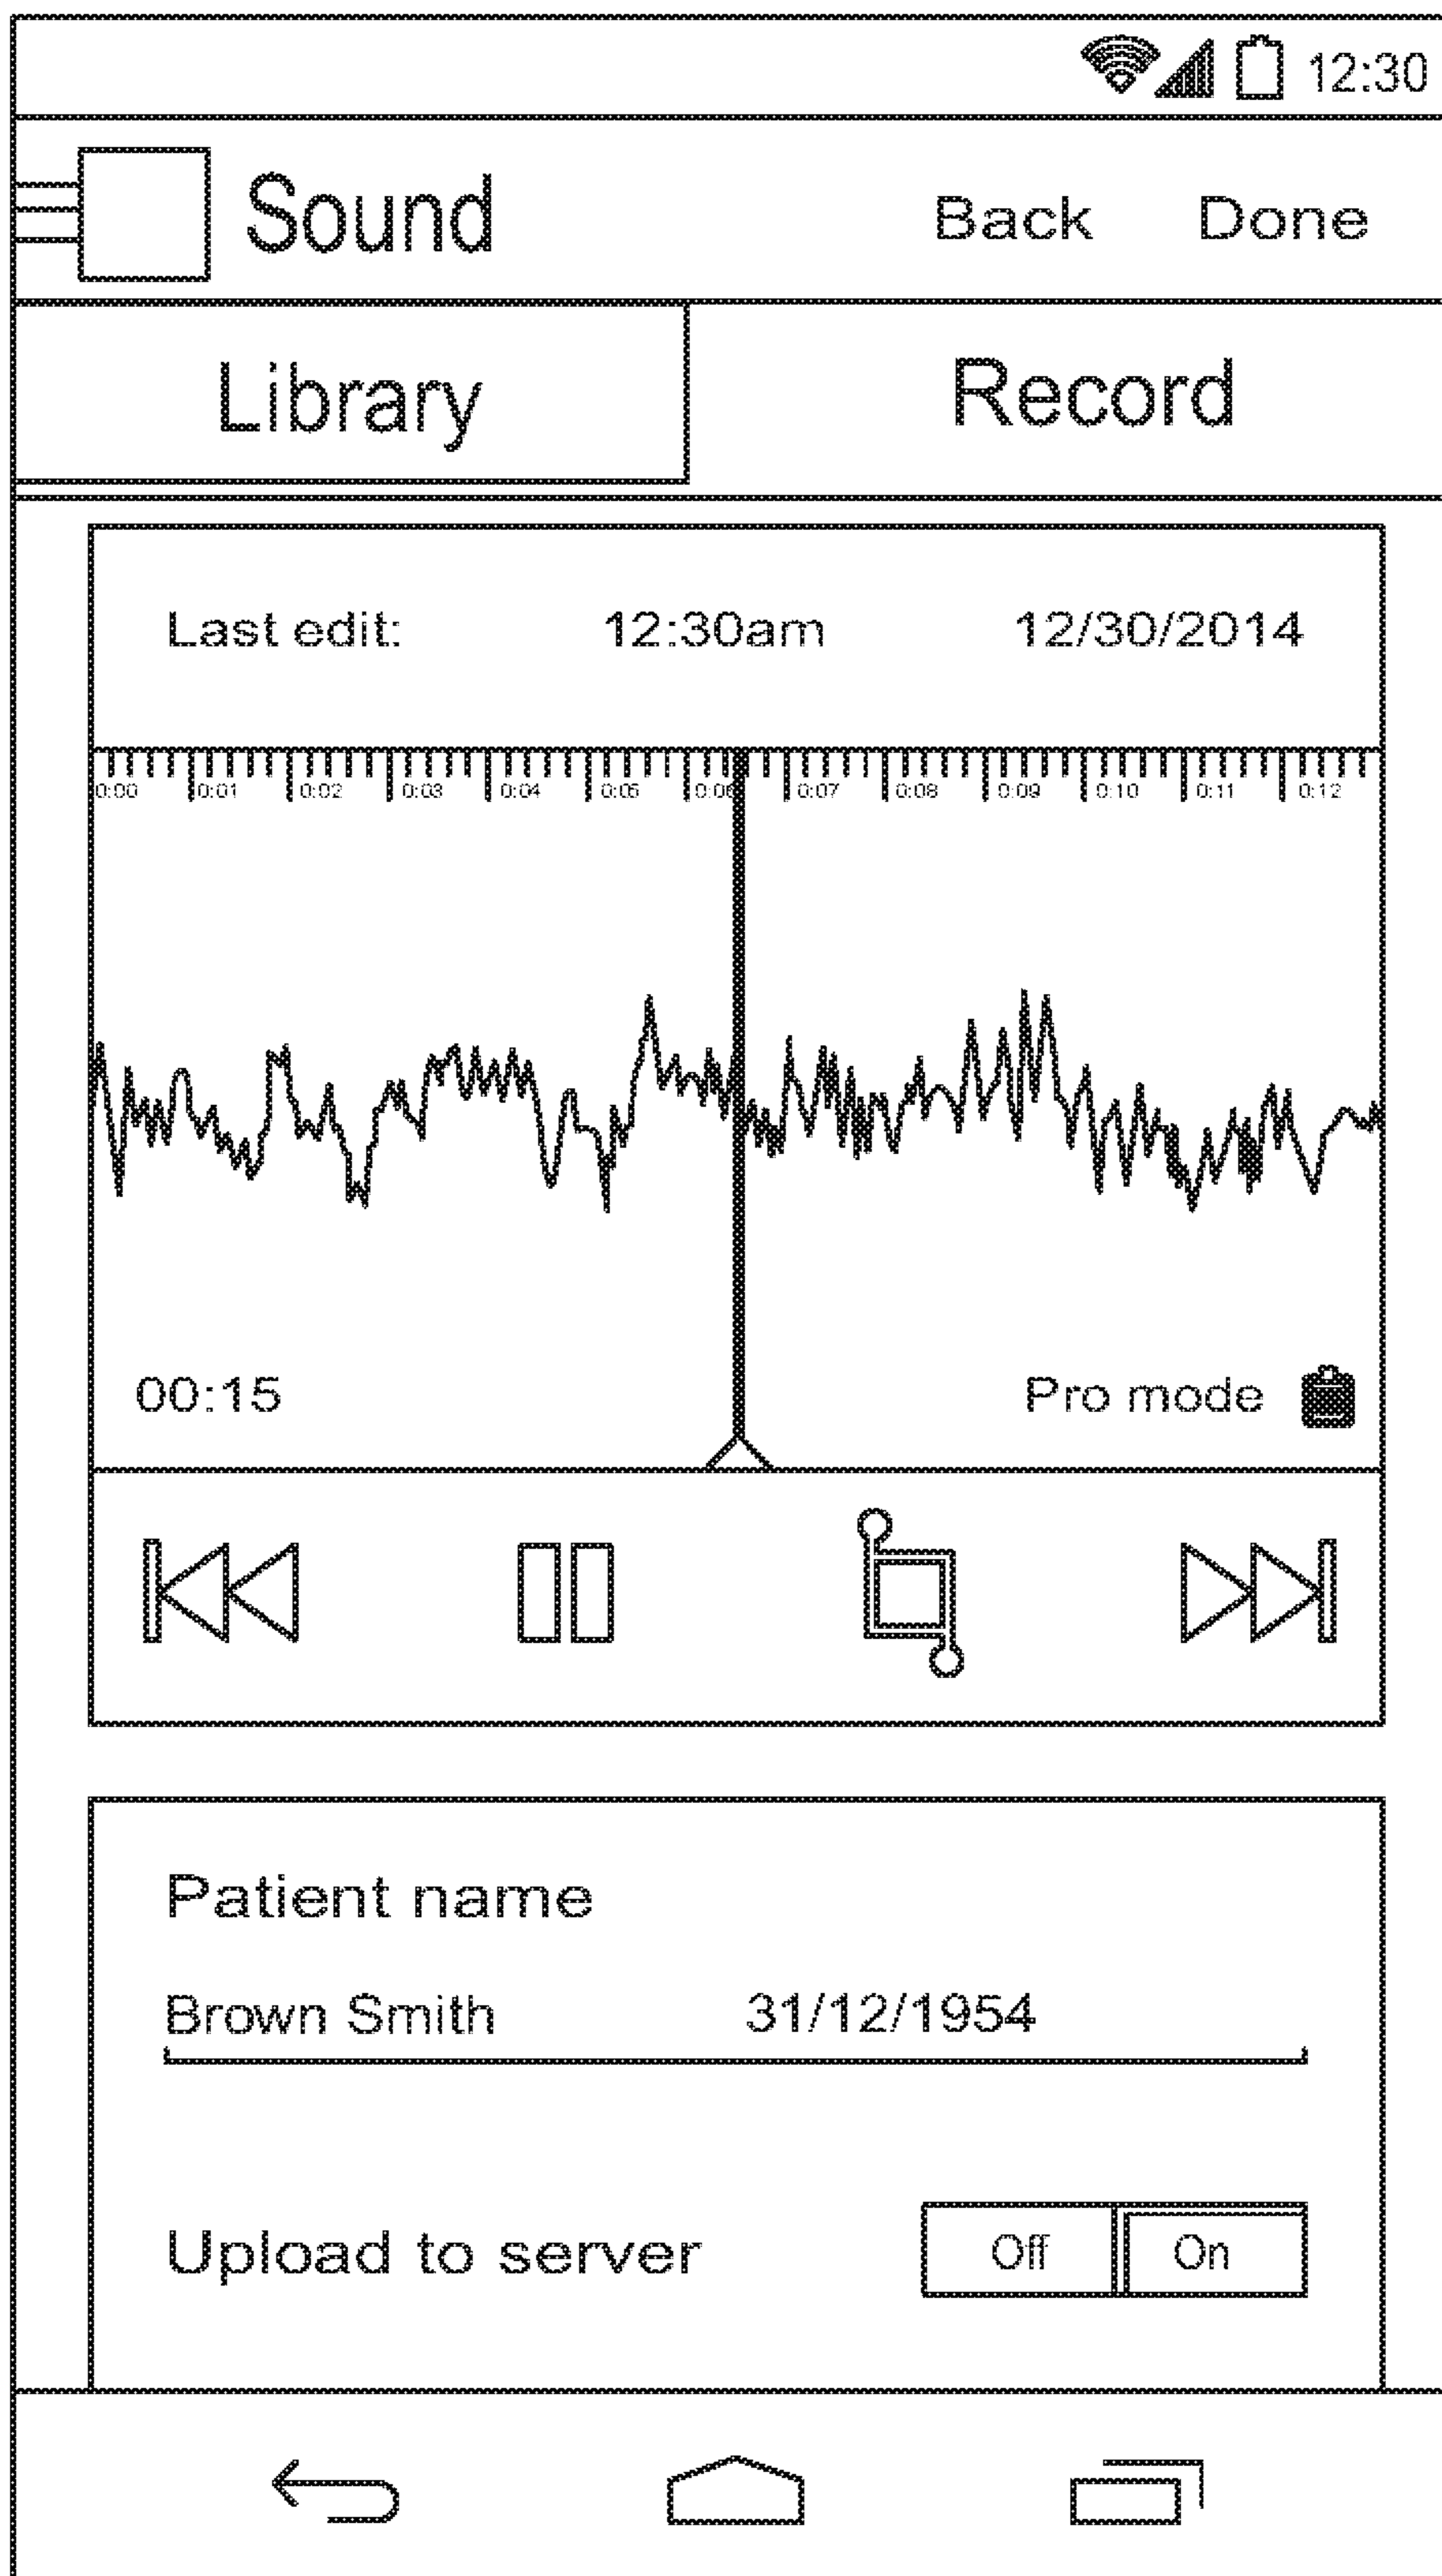 12:30
Sound Back Done
Library Record
Last edit: 12:30am 12/30/2014
0:00 0:01 0:02 0:03 0:04 0:05 0:06 0:07 0:08 0:09 0:10 0:11 0:12
00:15 Pro mode
Patient name
Brown Smith 31/12/1954
Upload to server Off On